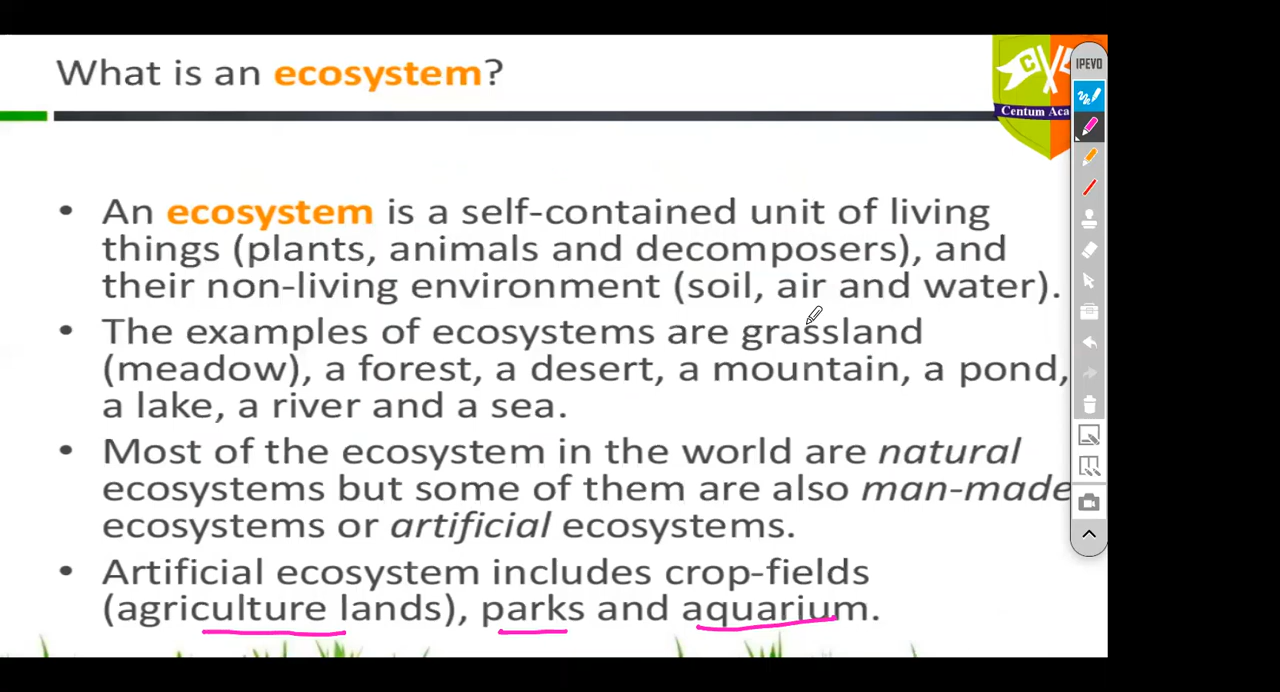 What is an ecosystem?
Centum Aca
IPEVO
• An ecosystem is a self-contained unit of living
things (plants, animals and decomposers), and
their non-living environment (soil, air and water).
• The examples of ecosystems are grassland
(meadow), a forest, a desert, a mountain, a pond,
a lake, a river and a sea.
• Most of the ecosystem in the world are natural
ecosystems but some of them are also man-made
ecosystems or artificial ecosystems.
• Artificial ecosystem includes crop-fields
(agriculture lands), parks and aquarium.